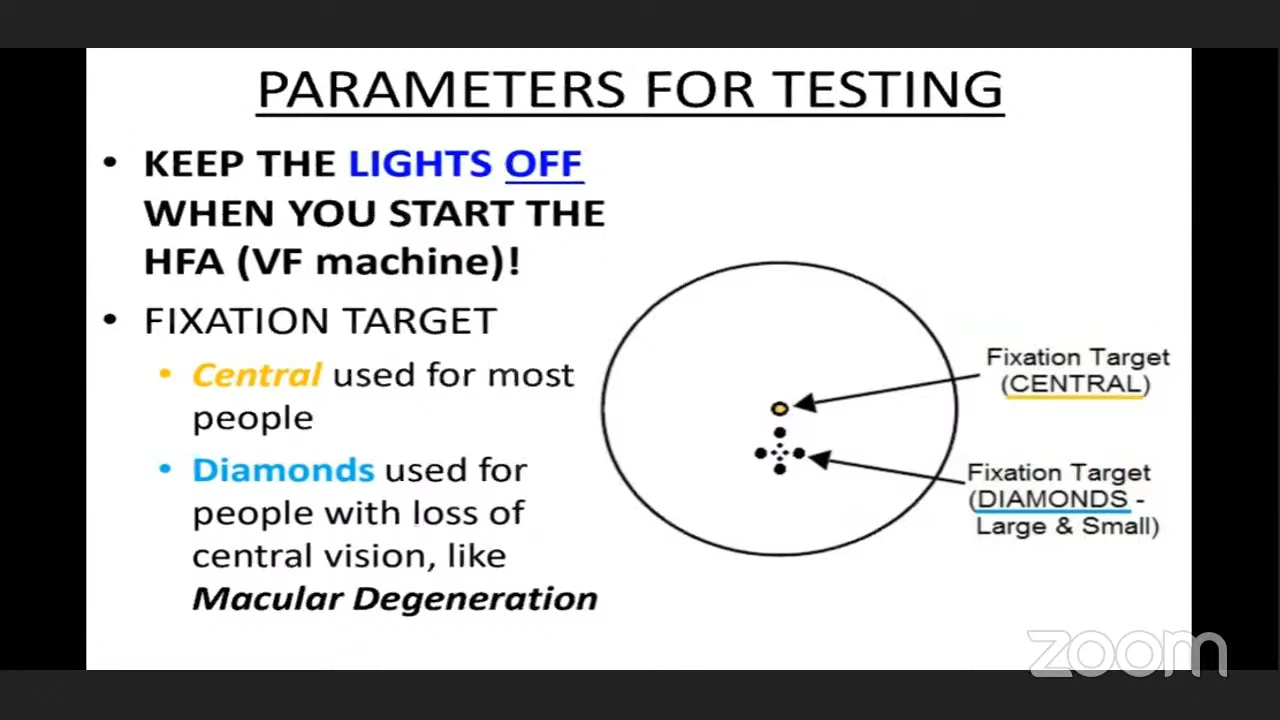 PARAMETERS FOR TESTING
• KEEP THE LIGHTS OFF
WHEN YOU START THE
HFA (VF machine)!
• FIXATION TARGET
• Central used for most
people
• Diamonds used for
people with loss of
central vision, like
Macular Degeneration
Fixation Target
(CENTRAL)
Fixation Target
(DIAMONDS -
Large & Small)
zoom